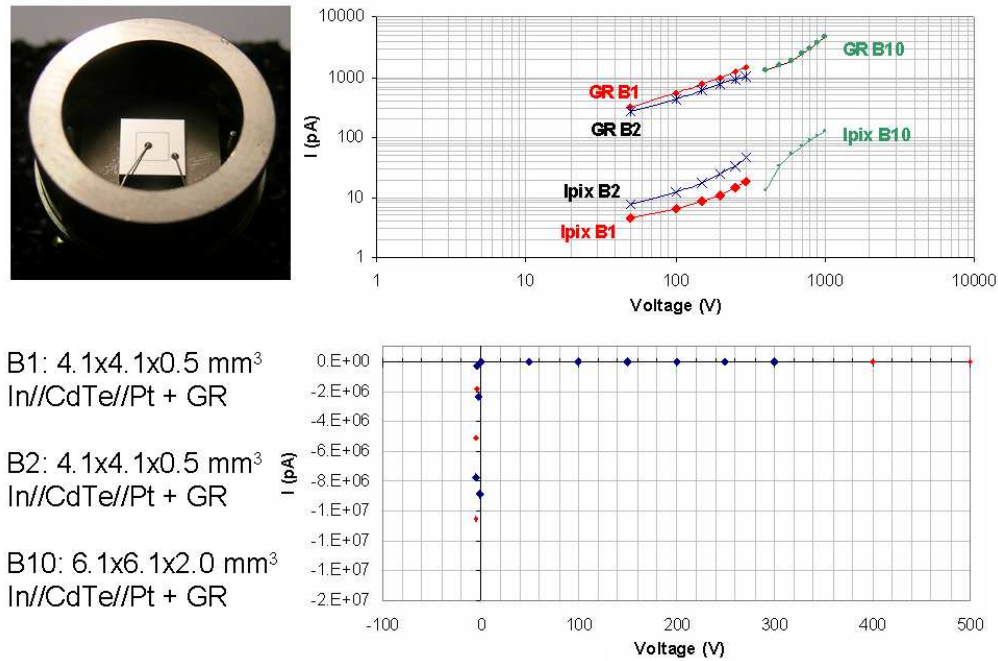 10000
1000
100
10
1
I (pA)
GR B1
GR B2
GR B10
Ipix B10
Ipix B2
Ipix B1
1
10
100
1000
10000
Voltage (V)
B1: 4.1x4.1x0.5 mm³
In//CdTe//Pt + GR
B2: 4.1x4.1x0.5 mm³
In//CdTe//Pt + GR
B10: 6.1x6.1x2.0 mm³
In//CdTe//Pt + GR
I (pA)
0.E+00
-2.E+06
-4.E+06
-6.E+06
-8.E+06
-1.E+07
-1.E+07
-1.E+07
-2.E+07
-100
0
100
200
300
400
500
Voltage (V)